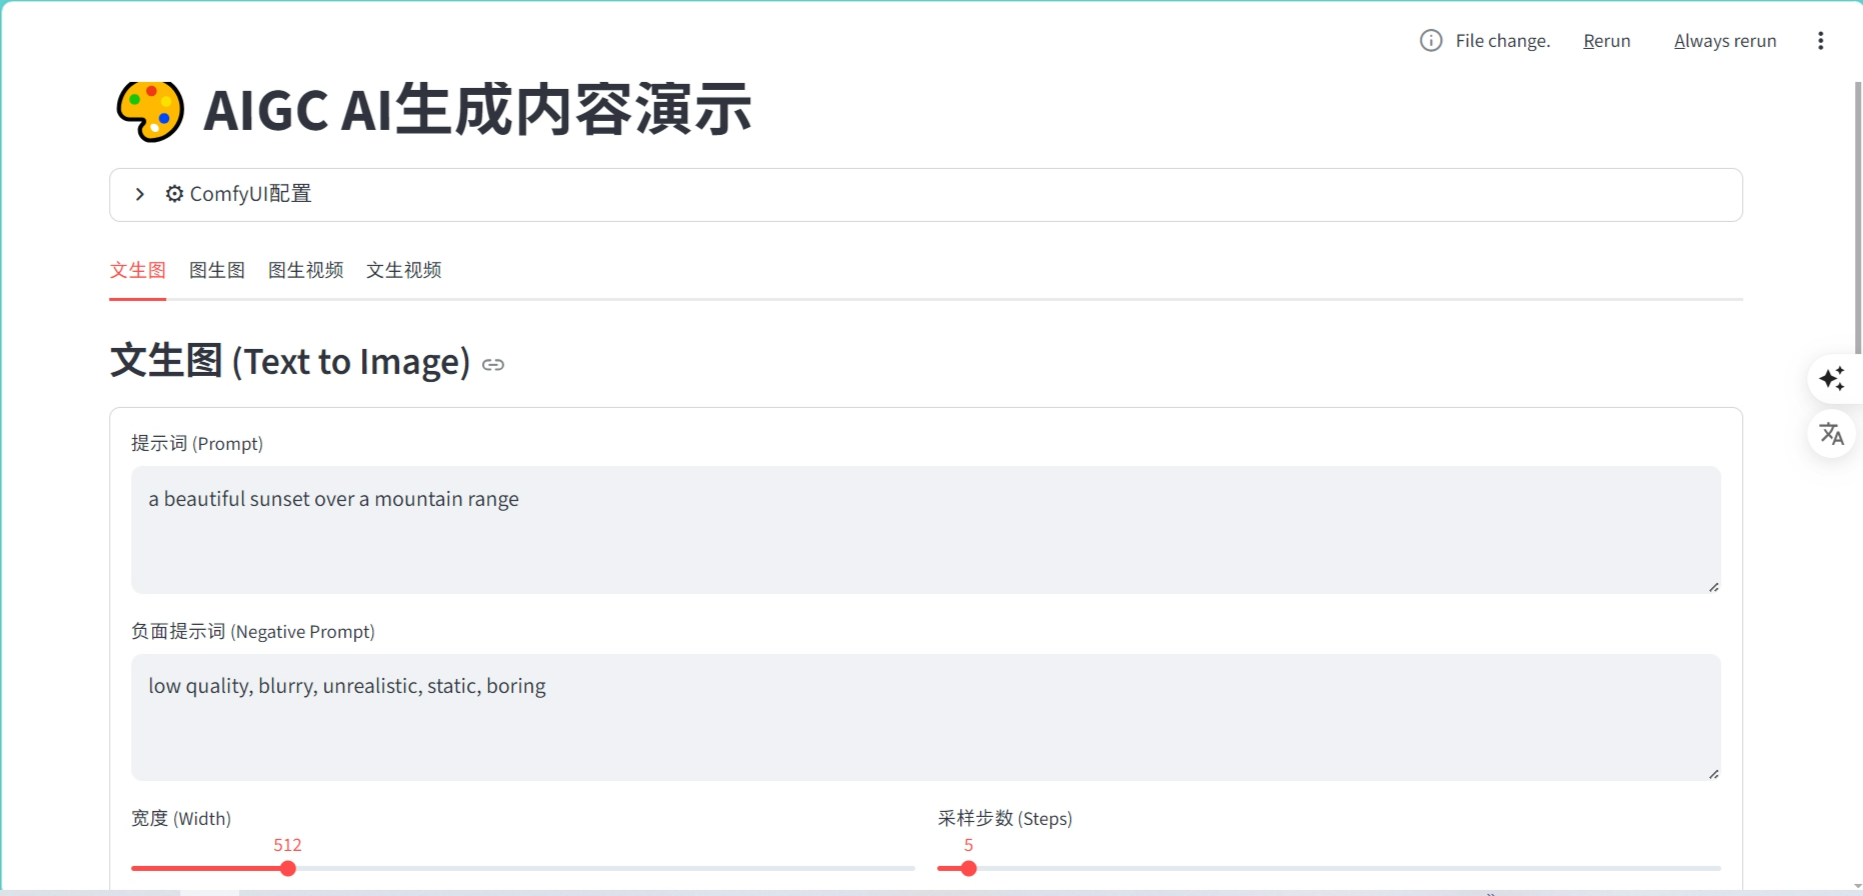 File change. Rerun Always rerun
AIGC AI生成内容演示
ComfyUI配置
文生图 图生图 图生视频 文生视频
文生图 (Text to Image)
提示词 (Prompt)
a beautiful sunset over a mountain range
负面提示词 (Negative Prompt)
low quality, blurry, unrealistic, static, boring
宽度 (Width) 采样步数 (Steps)
512 5